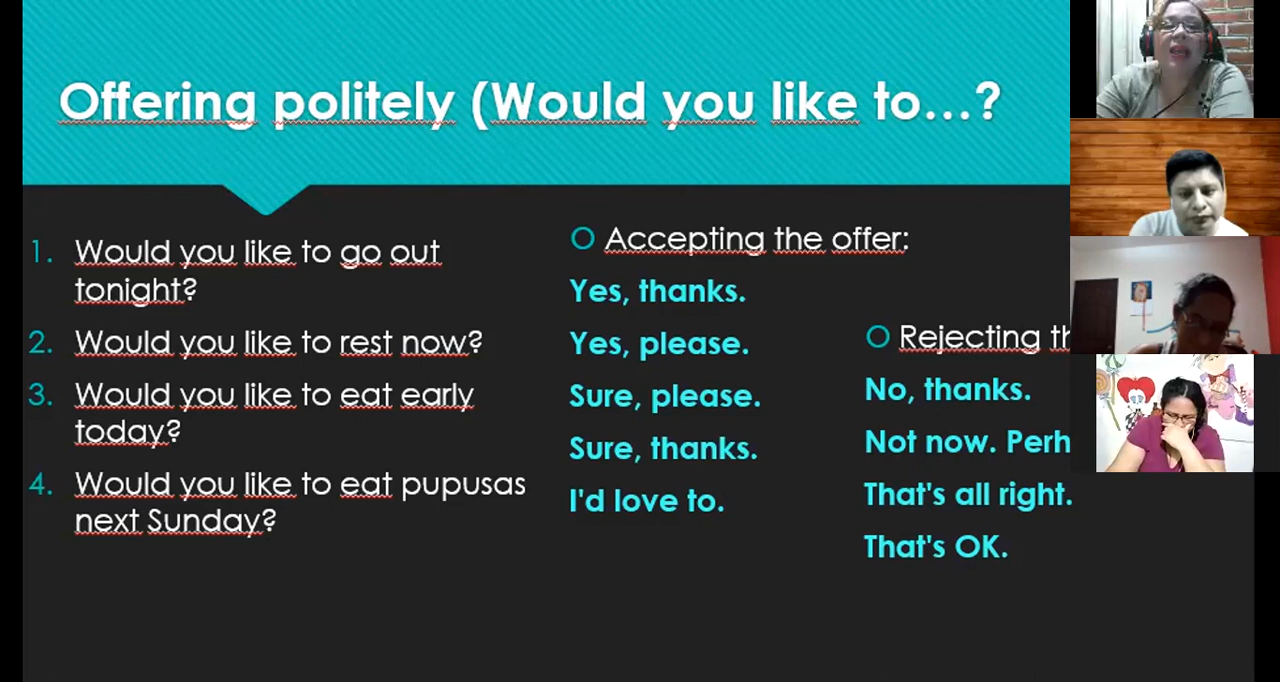 Offering politely (Would you like to…?
1. Would you like to go out
tonight?
2. Would you like to rest now?
3. Would you like to eat early
today?
4. Would you like to eat pupusas
next Sunday?
Accepting the offer:
Yes, thanks.
Yes, please.
Sure, please.
Sure, thanks.
I'd love to.
Rejecting
No, thanks.
Not now.
That's all right.
That's OK.